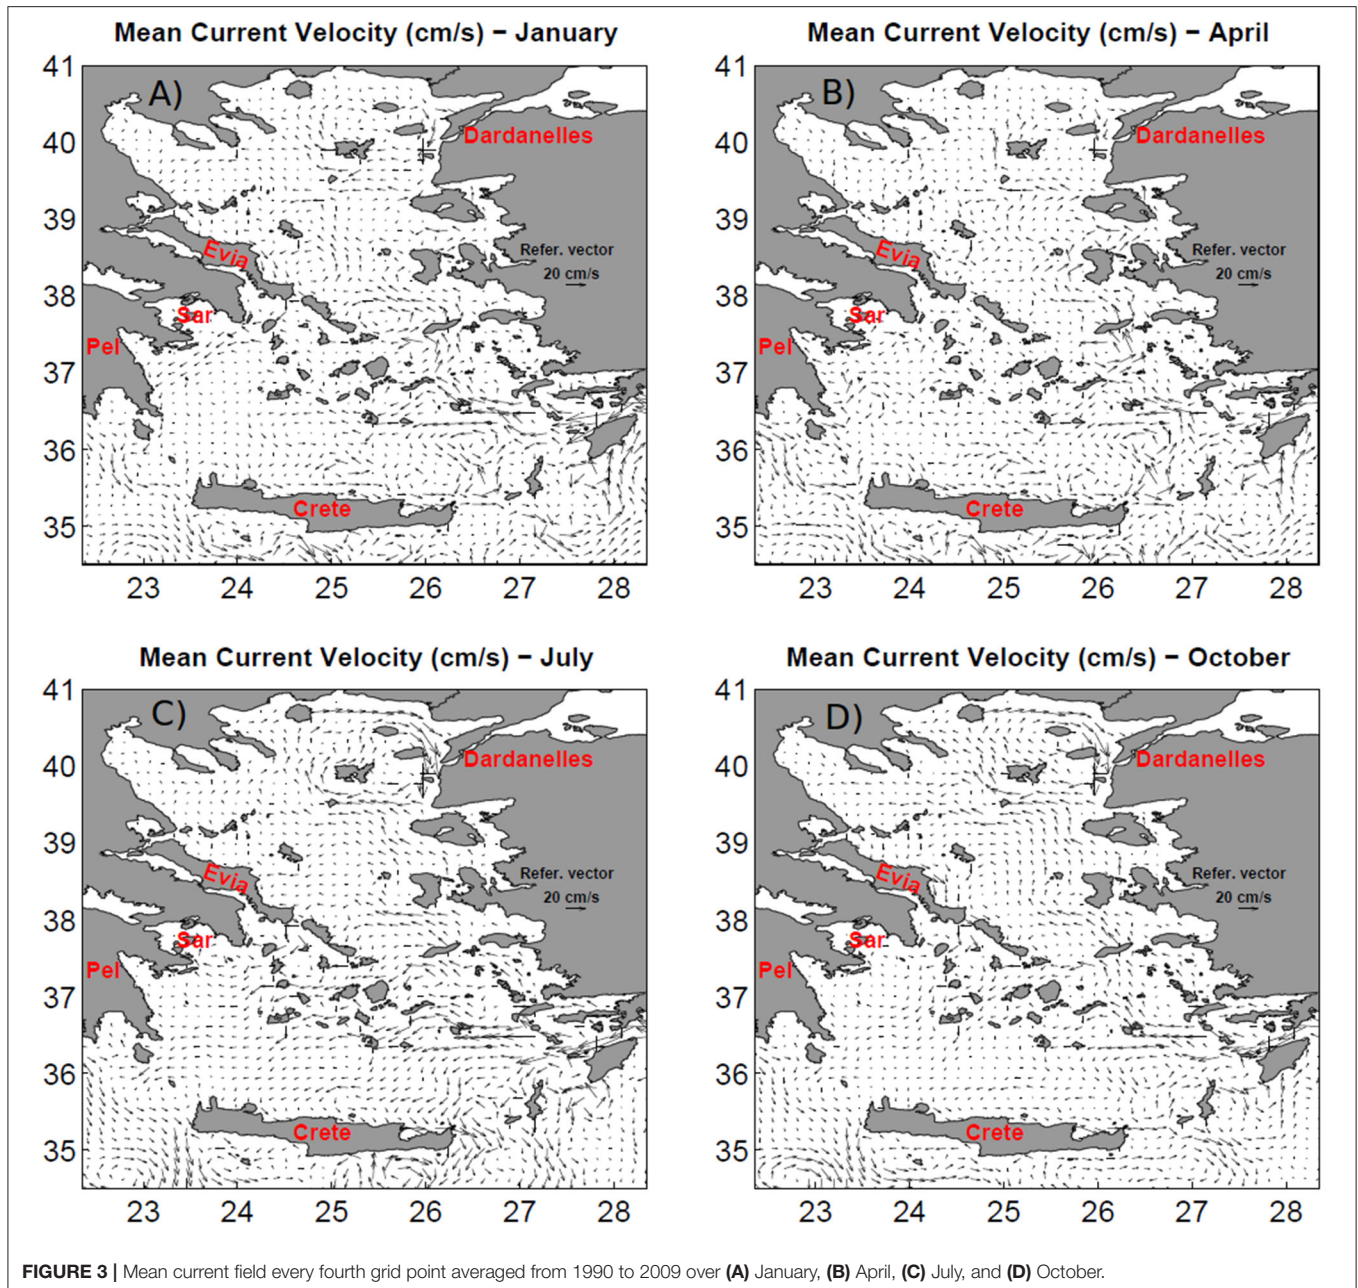 Mean Current Velocity (cm/s) − January
A)
41
40
39
38
37
36
35
23 24 25 26 27 28
Dardanelles
Evia
Refer. vector
20 cm/s
Sar
Pel
Crete
Mean Current Velocity (cm/s) − April
B)
41
40
39
38
37
36
35
23 24 25 26 27 28
Dardanelles
Evia
Refer. vector
20 cm/s
Sar
Pel
Crete
Mean Current Velocity (cm/s) − July
C)
41
40
39
38
37
36
35
23 24 25 26 27 28
Dardanelles
Evia
Refer. vector
20 cm/s
Sar
Pel
Crete
Mean Current Velocity (cm/s) − October
D)
41
40
39
38
37
36
35
23 24 25 26 27 28
Dardanelles
Evia
Refer. vector
20 cm/s
Sar
Pel
Crete
FIGURE 3 | Mean current field every fourth grid point averaged from 1990 to 2009 over (A) January, (B) April, (C) July, and (D) October.